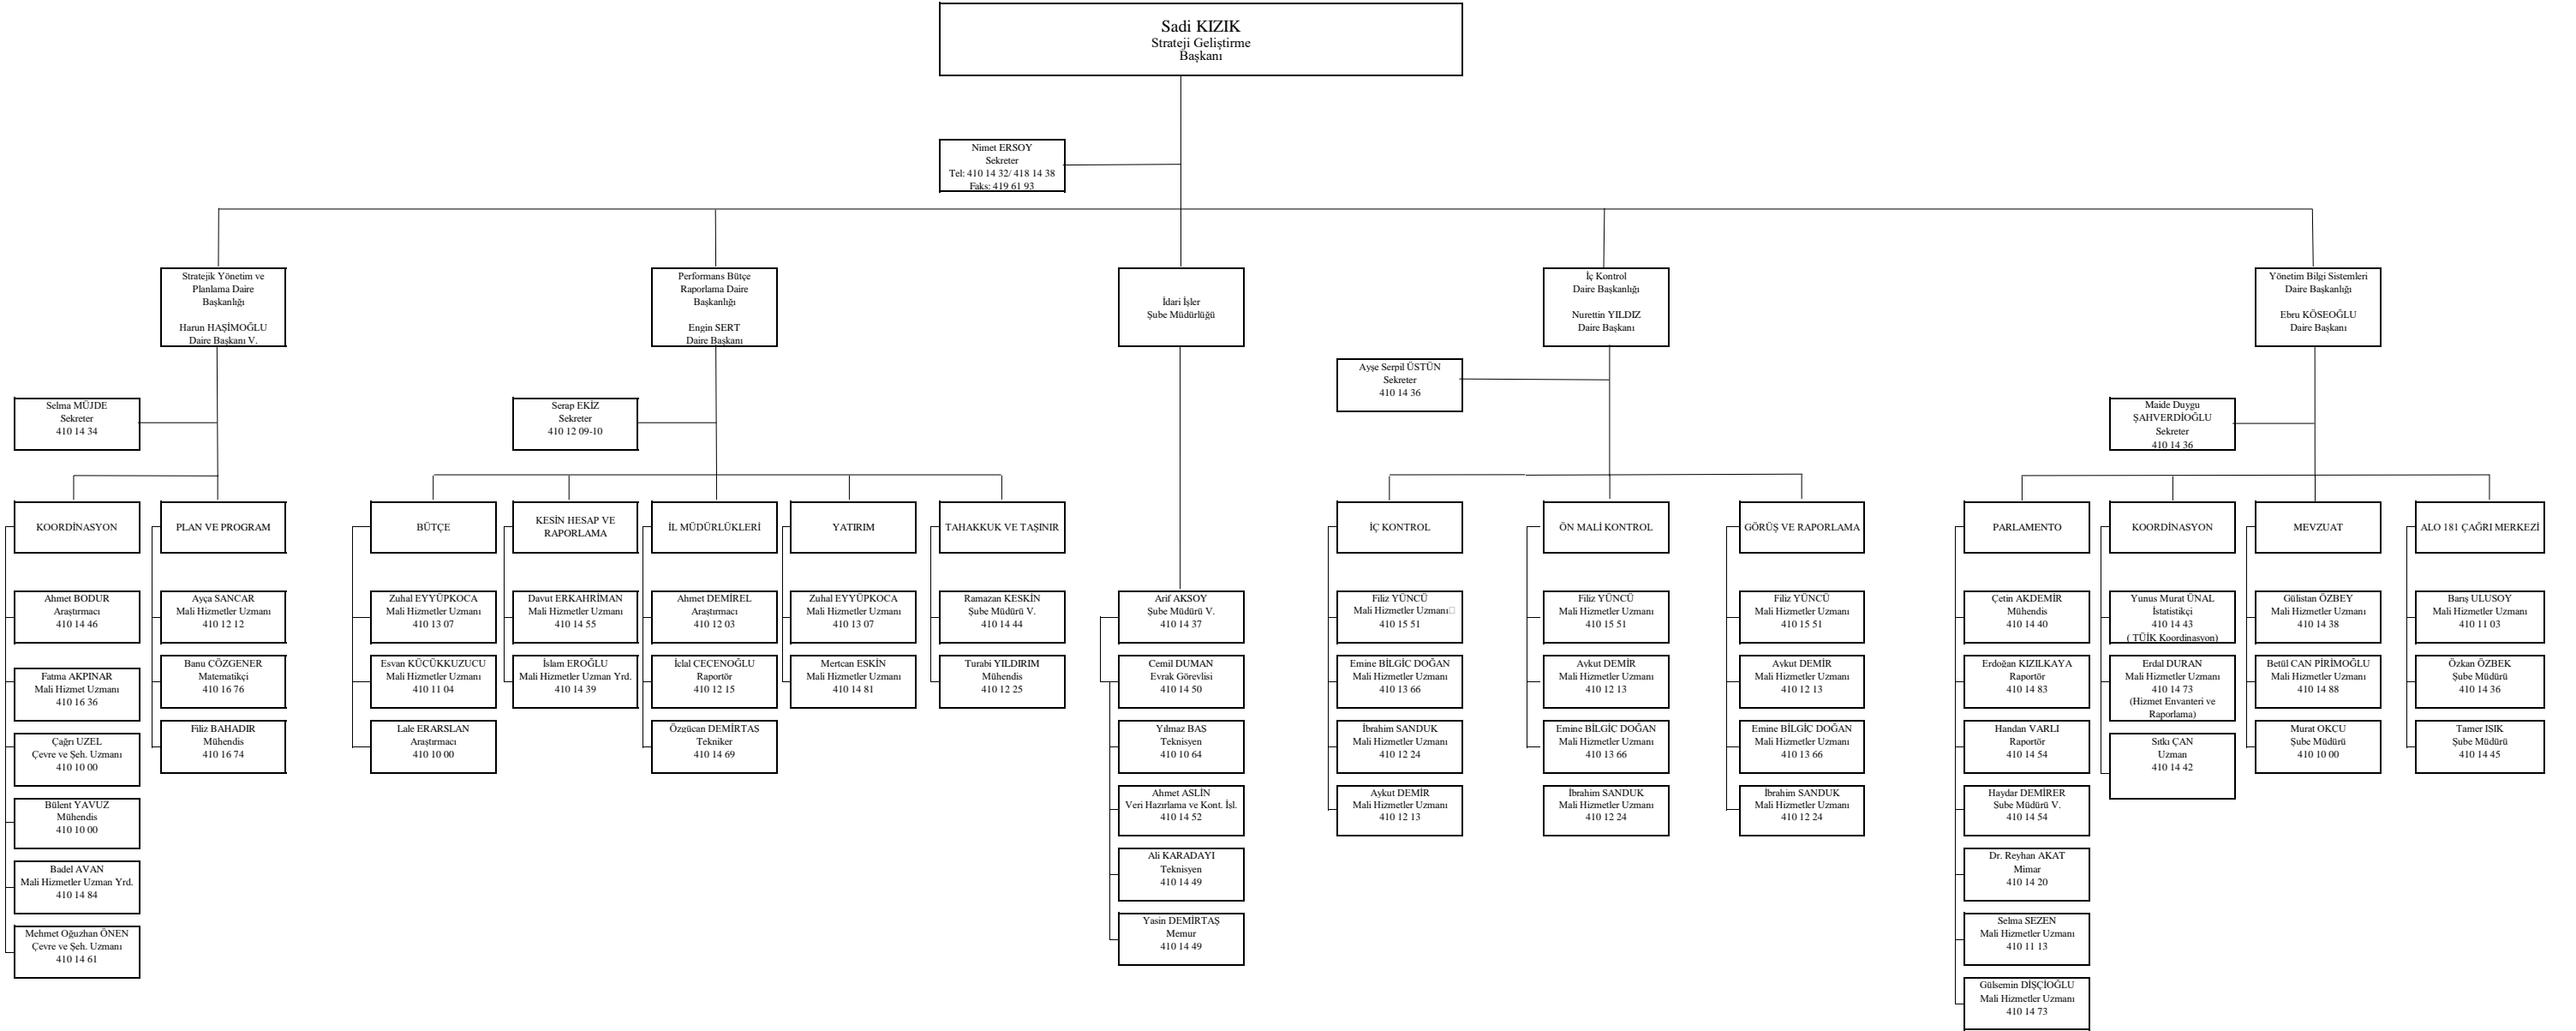 Sadi KIZIK
Strateji Geliştirme
Başkanı
Nimet ERSOY
Sekreter
Tel: 410 14 32/ 418 14 38
Faks: 419 61 93
Stratejik Yönetim ve
Planlama Daire
Başkanlığı
Harun HAŞİMOĞLU
Daire Başkanı V.
Performans Bütçe
Raporlama Daire
Başkanlığı
Engin SERT
Daire Başkanı
İdari İşler
Şube Müdürlüğü
İç Kontrol
Daire Başkanlığı
Nurettin YILDIZ
Daire Başkanı
Yönetim Bilgi Sistemleri
Daire Başkanlığı
Ebru KÖSEOĞLU
Daire Başkanı
Selma MÜJDE
Sekreter
410 14 34
Serap EKİZ
Sekreter
410 12 09-10
Ayşe Serpil ÜSTÜN
Sekreter
410 14 36
Maide Duygu
ŞAHVERDİOĞLU
Sekreter
410 14 36
KOORDİNASYON
Ahmet BODUR
Araştırmacı
410 14 46
Fatma AKPINAR
Mali Hizmet Uzmanı
410 16 36
Çağrı UZEL
Çevre ve Şeh. Uzmanı
410 10 00
Bülent YAVUZ
Mühendis
410 10 00
Badel AVAN
Mali Hizmetler Uzman Yrd.
410 14 84
Mehmet Oğuzhan ÖNEN
Çevre ve Şeh. Uzmanı
410 14 61
PLAN VE PROGRAM
Ayça SANCAR
Mali Hizmetler Uzmanı
410 12 12
Banu ÇÖZGENER
Matematikçi
410 16 76
Filiz BAHADIR
Mühendis
410 16 74
BÜTÇE
Zuhal EYYÜPKOCA
Mali Hizmetler Uzmanı
410 13 07
Esvan KÜÇÜKKUZUCU
Mali Hizmetler Uzmanı
410 11 04
Lale ERARSLAN
Araştırmacı
410 10 00
KESİN HESAP VE
RAPORLAMA
Davut ERKAHRİMAN
Mali Hizmetler Uzmanı
410 14 55
İslam EROĞLU
Mali Hizmetler Uzman Yrd.
410 14 39
İL MÜDÜRLÜKLERİ
Ahmet DEMİREL
Araştırmacı
410 12 03
İclal ÇEÇENOĞLU
Raportör
410 12 15
Özgücan DEMİRTAŞ
Tekniker
410 14 69
YATIRIM
Zuhal EYYÜPKOCA
Mali Hizmetler Uzmanı
410 13 07
Mertcan ESKİN
Mali Hizmetler Uzmanı
410 14 81
TAHAKKUK VE TAŞINIR
Ramazan KESKİN
Şube Müdürü V.
410 14 44
Turabi YILDIRIM
Mühendis
410 12 25
Arif AKSOY
Şube Müdürü V.
410 14 37
Cemil DUMAN
Evrak Görevlisi
410 14 50
Yılmaz BAŞ
Teknisyen
410 10 64
Ahmet ASLİN
Veri Hazırlama ve Kont. İşl.
410 14 52
Ali KARADAYI
Teknisyen
410 14 49
Yasin DEMİRTAŞ
Memur
410 14 49
İÇ KONTROL
Filiz YÜNCÜ
Mali Hizmetler Uzmanı
410 15 51
Emine BİLGİÇ DOĞAN
Mali Hizmetler Uzmanı
410 13 66
İbrahim SANDUK
Mali Hizmetler Uzmanı
410 12 24
Aykut DEMİR
Mali Hizmetler Uzmanı
410 12 13
ÖN MALİ KONTROL
Filiz YÜNCÜ
Mali Hizmetler Uzmanı
410 15 51
Aykut DEMİR
Mali Hizmetler Uzmanı
410 12 13
Emine BİLGİÇ DOĞAN
Mali Hizmetler Uzmanı
410 13 66
İbrahim SANDUK
Mali Hizmetler Uzmanı
410 12 24
GÖRÜŞ VE RAPORLAMA
Filiz YÜNCÜ
Mali Hizmetler Uzmanı
410 15 51
Aykut DEMİR
Mali Hizmetler Uzmanı
410 12 13
Emine BİLGİÇ DOĞAN
Mali Hizmetler Uzmanı
410 13 66
İbrahim SANDUK
Mali Hizmetler Uzmanı
410 12 24
PARLAMENTO
Çetin AKDEMİR
Mühendis
410 14 40
Erdoğan KIZILKAYA
Raportör
410 14 83
Handan VARLI
Raportör
410 14 54
Haydar DEMİRER
Şube Müdürü V.
410 14 54
Dr. Reyhan AKAT
Mimar
410 14 20
Selma SEZEN
Mali Hizmetler Uzmanı
410 11 13
Gülsemin DİŞÇİOĞLU
Mali Hizmetler Uzmanı
410 14 73
KOORDİNASYON
Yunus Murat ÜNAL
İstatistikçi
410 14 43
( TÜİK Koordinasyon)
Erdal DURAN
Mali Hizmetler Uzmanı
410 14 73
(Hizmet Envanteri ve
Raporlama)
Sıtkı ÇAN
Uzman
410 14 42
MEVZUAT
Gülistan ÖZBEY
Mali Hizmetler Uzmanı
410 14 38
Betül CAN PİRİMOĞLU
Mali Hizmetler Uzmanı
410 14 88
Murat OKÇU
Şube Müdürü
410 10 00
ALO 181 ÇAĞRI MERKEZİ
Barış ULUSOY
Mali Hizmetler Uzmanı
410 11 03
Özkan ÖZBEK
Şube Müdürü
410 14 36
Tamer IŞIK
Şube Müdürü
410 14 45